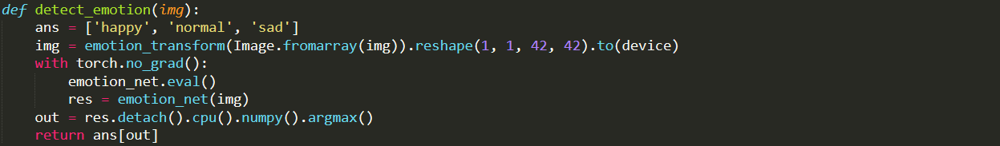 def detect_emotion(img):
    ans = ['happy', 'normal', 'sad']
    img = emotion_transform(Image.fromarray(img)).reshape(1, 1, 42, 42).to(device)
    with torch.no_grad():
        emotion_net.eval()
        res = emotion_net(img)
    out = res.detach().cpu().numpy().argmax()
    return ans[out]